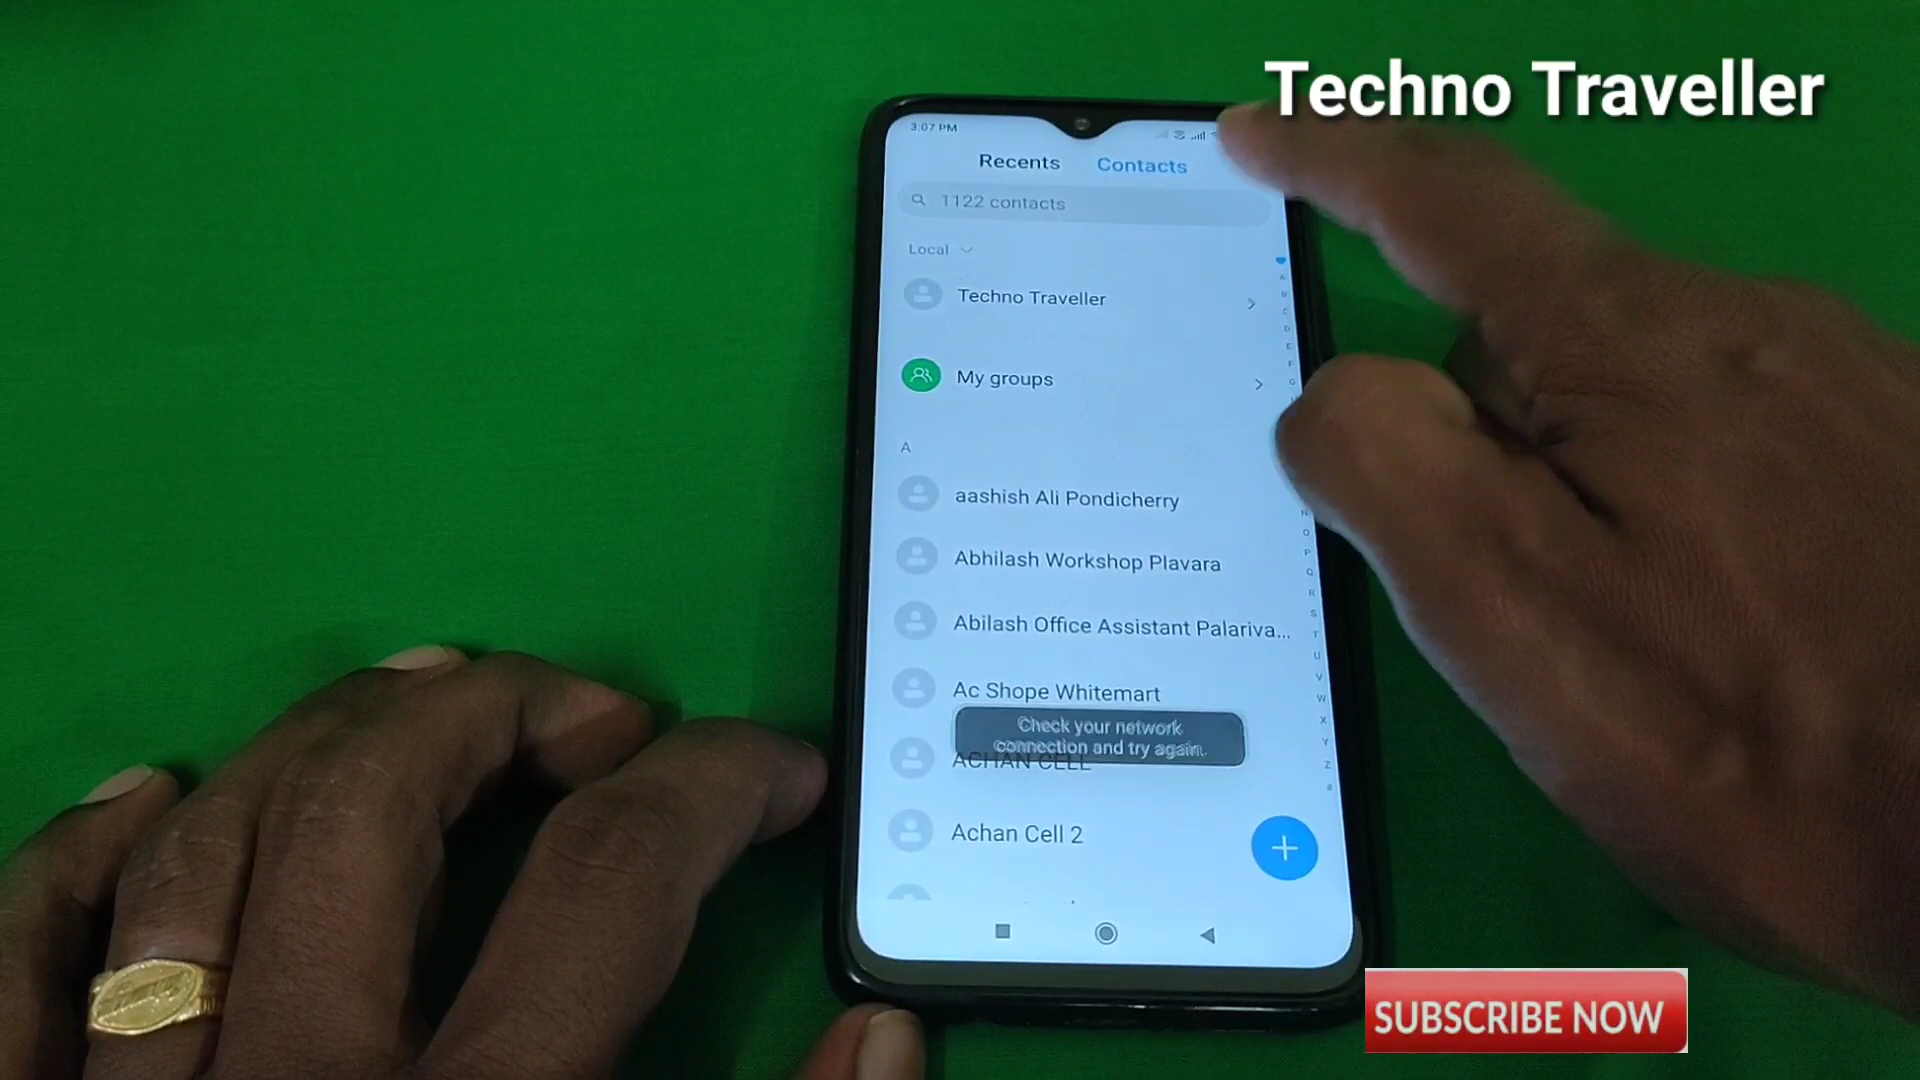 Techno Traveller
3:07 PM
Recents
Contacts
1122 contacts
Local
Techno Traveller
My groups
A
aashish Ali Pondicherry
Abhilash Workshop Plavara
Abilash Office Assistant Palariva...
Ac Shope Whitemart
Check your network
connection and try again.
ACHAN CELL
Achan Cell 2
A
B
C
D
E
F
G
N
O
P
Q
R
S
T
U
V
W
X
Y
Z
#
SUBSCRIBE NOW